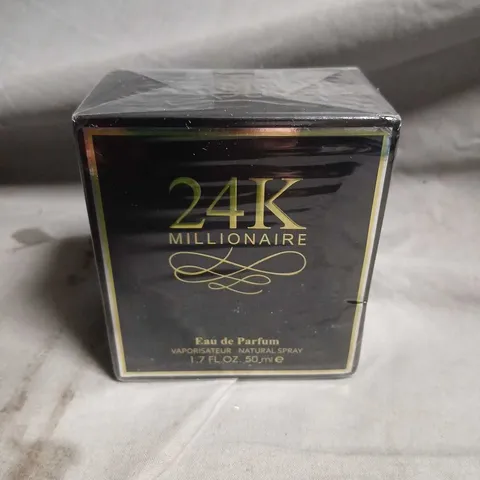 24K
MILLIONAIRE
Eau de Parfum
VAPORISATEUR NATURAL SPRAY
1.7 FL.OZ. 50 ml e